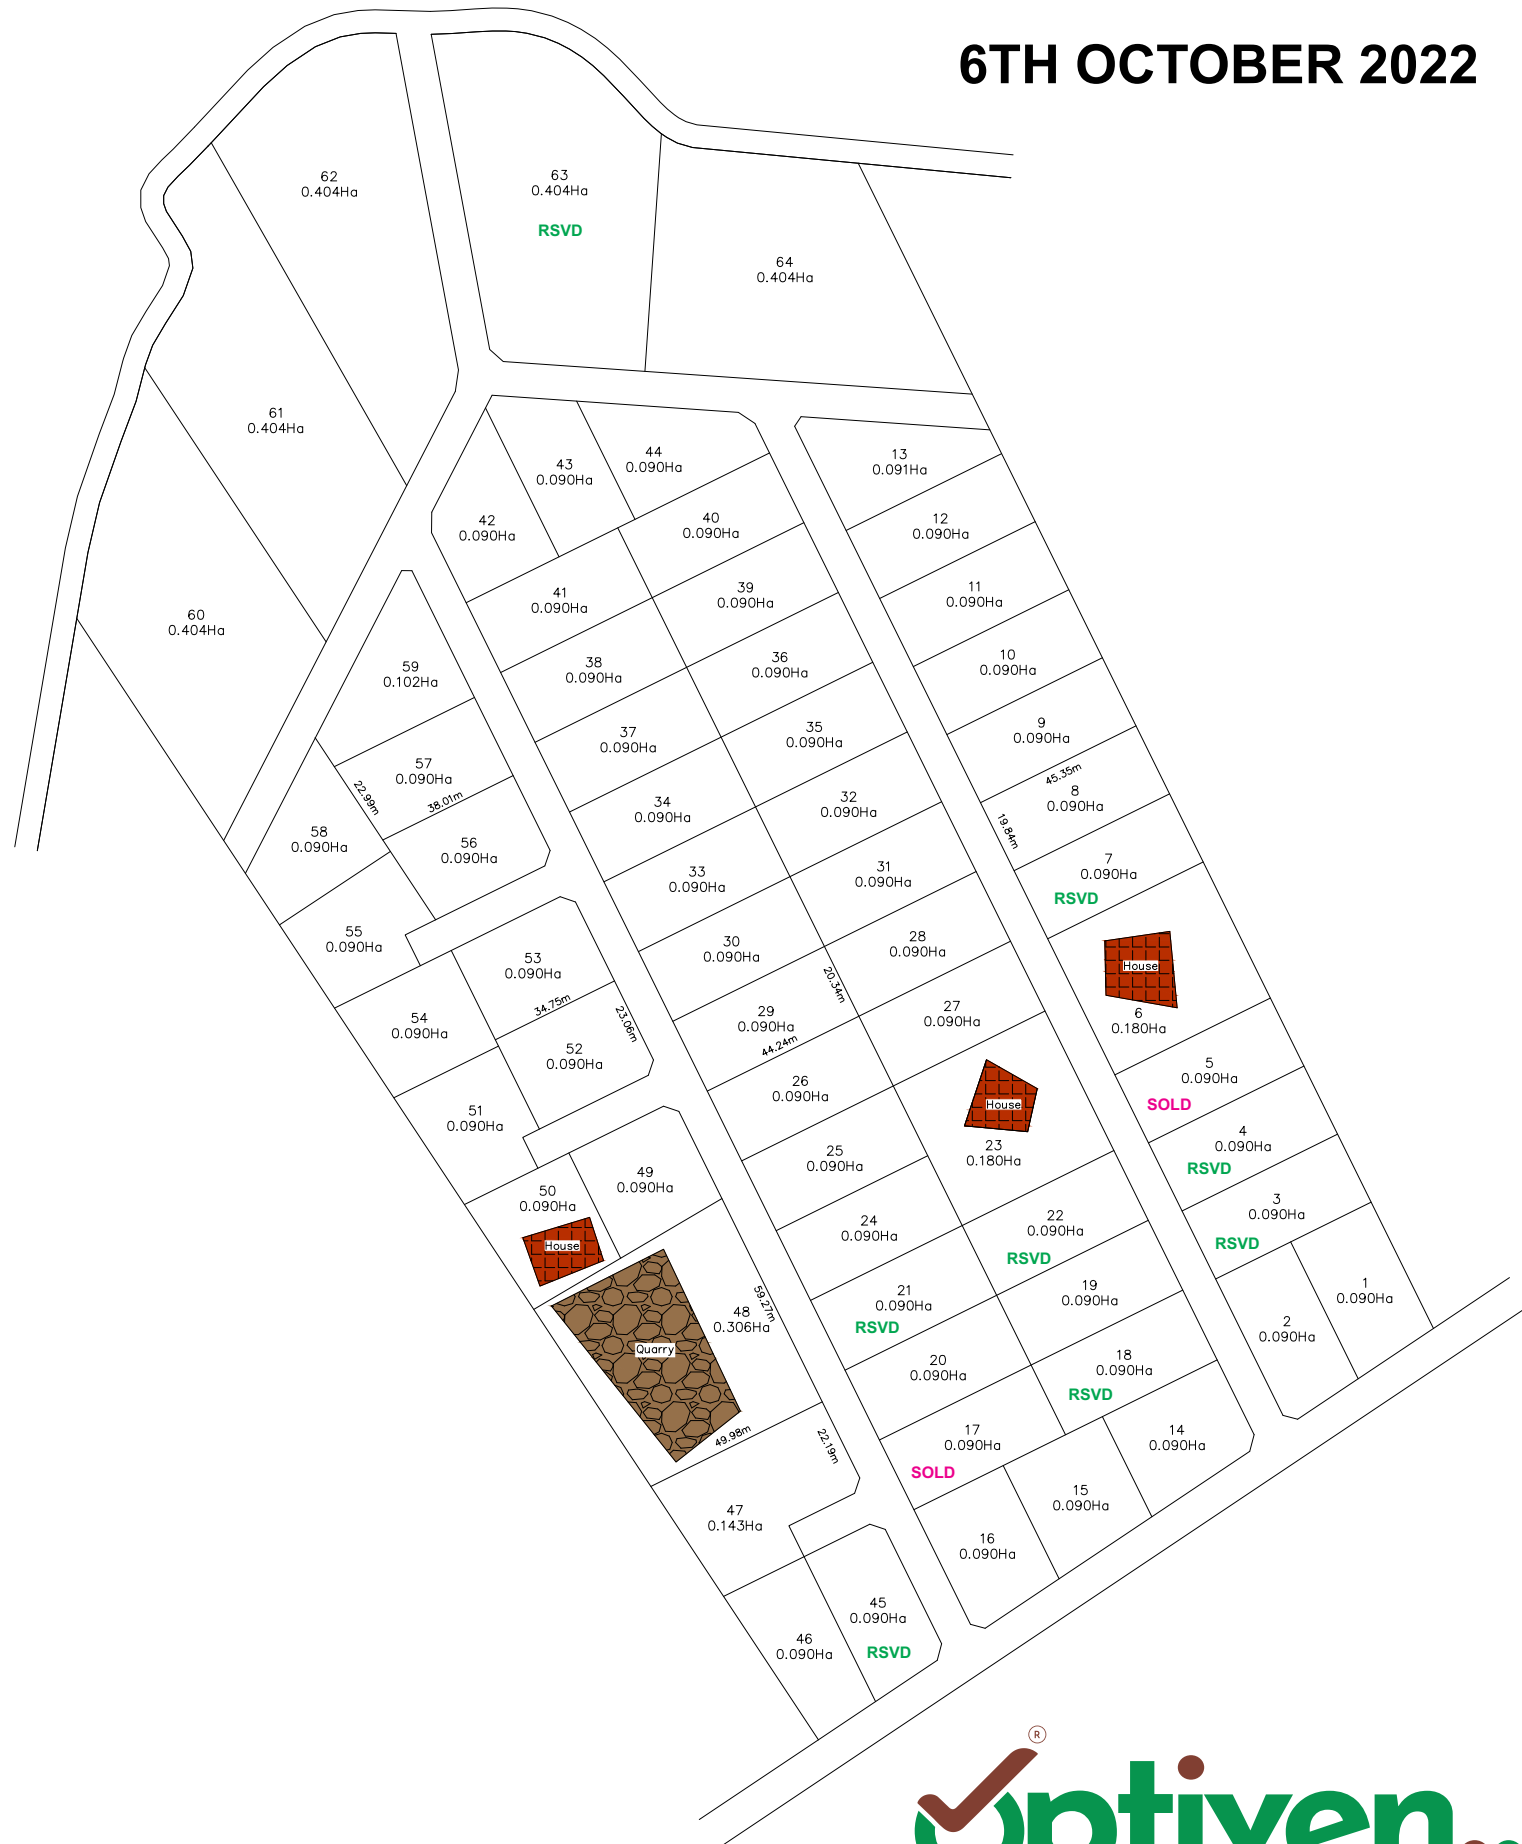 6TH OCTOBER 2022
62
0.404Ha
63
0.404Ha
RSVD
64
0.404Ha
61
0.404Ha
60
0.404Ha
13
0.091Ha
44
0.090Ha
43
0.090Ha
42
0.090Ha
40
0.090Ha
12
0.090Ha
41
0.090Ha
39
0.090Ha
11
0.090Ha
59
0.102Ha
38
0.090Ha
36
0.090Ha
10
0.090Ha
57
0.090Ha
22.99m
38.01m
37
0.090Ha
35
0.090Ha
9
0.090Ha
45.35m
8
0.090Ha
19.84m
58
0.090Ha
56
0.090Ha
34
0.090Ha
32
0.090Ha
7
0.090Ha
RSVD
33
0.090Ha
31
0.090Ha
55
0.090Ha
53
0.090Ha
34.75m
23.06m
30
0.090Ha
28
0.090Ha
20.34m
House
6
0.180Ha
54
0.090Ha
52
0.090Ha
29
0.090Ha
44.24m
27
0.090Ha
5
0.090Ha
SOLD
51
0.090Ha
26
0.090Ha
House
23
0.180Ha
4
0.090Ha
RSVD
50
0.090Ha
House
49
0.090Ha
25
0.090Ha
3
0.090Ha
RSVD
24
0.090Ha
22
0.090Ha
RSVD
48
0.306Ha
59.27m
Quarry
49.98m
22.19m
21
0.090Ha
RSVD
19
0.090Ha
1
0.090Ha
2
0.090Ha
20
0.090Ha
18
0.090Ha
RSVD
17
0.090Ha
SOLD
14
0.090Ha
47
0.143Ha
15
0.090Ha
16
0.090Ha
45
0.090Ha
RSVD
46
0.090Ha
®
Optiven